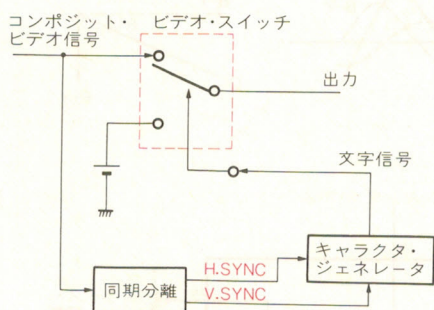 コンポジット・
ビデオ信号
ビデオ・スイッチ
出力
文字信号
キャラクタ・
ジェネレータ
H.SYNC
同期分離
V.SYNC